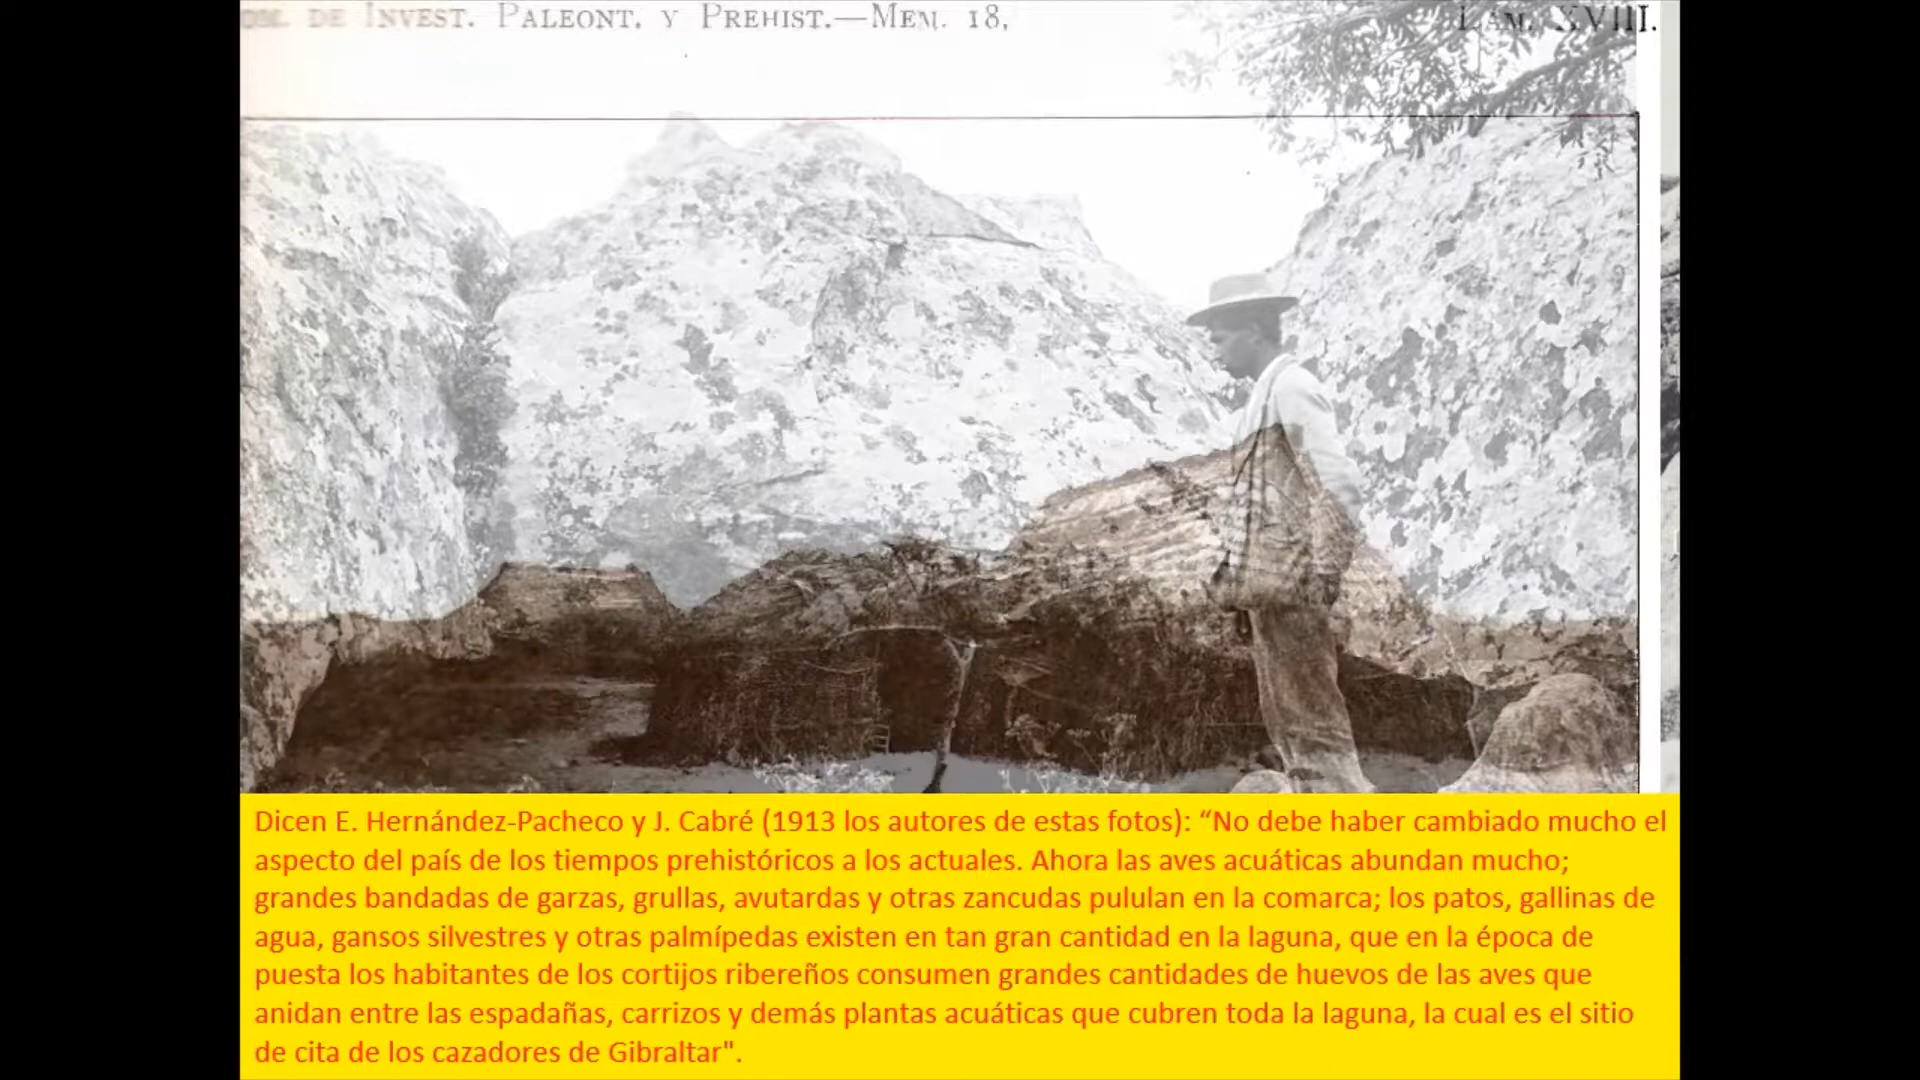 DE INVEST. PALEONT. Y PREHIST.—MEM. 18.
LÁM. XVIII.
Dicen E. Hernández-Pacheco y J. Cabré (1913 los autores de estas fotos): “No debe haber cambiado mucho el
aspecto del país de los tiempos prehistóricos a los actuales. Ahora las aves acuáticas abundan mucho;
grandes bandadas de garzas, grullas, avutardas y otras zancudas pululan en la comarca; los patos, gallinas de
agua, gansos silvestres y otras palmípedas existen en tan gran cantidad en la laguna, que en la época de
puesta los habitantes de los cortijos ribereños consumen grandes cantidades de huevos de las aves que
anidan entre las espadañas, carrizos y demás plantas acuáticas que cubren toda la laguna, la cual es el sitio
de cita de los cazadores de Gibraltar".